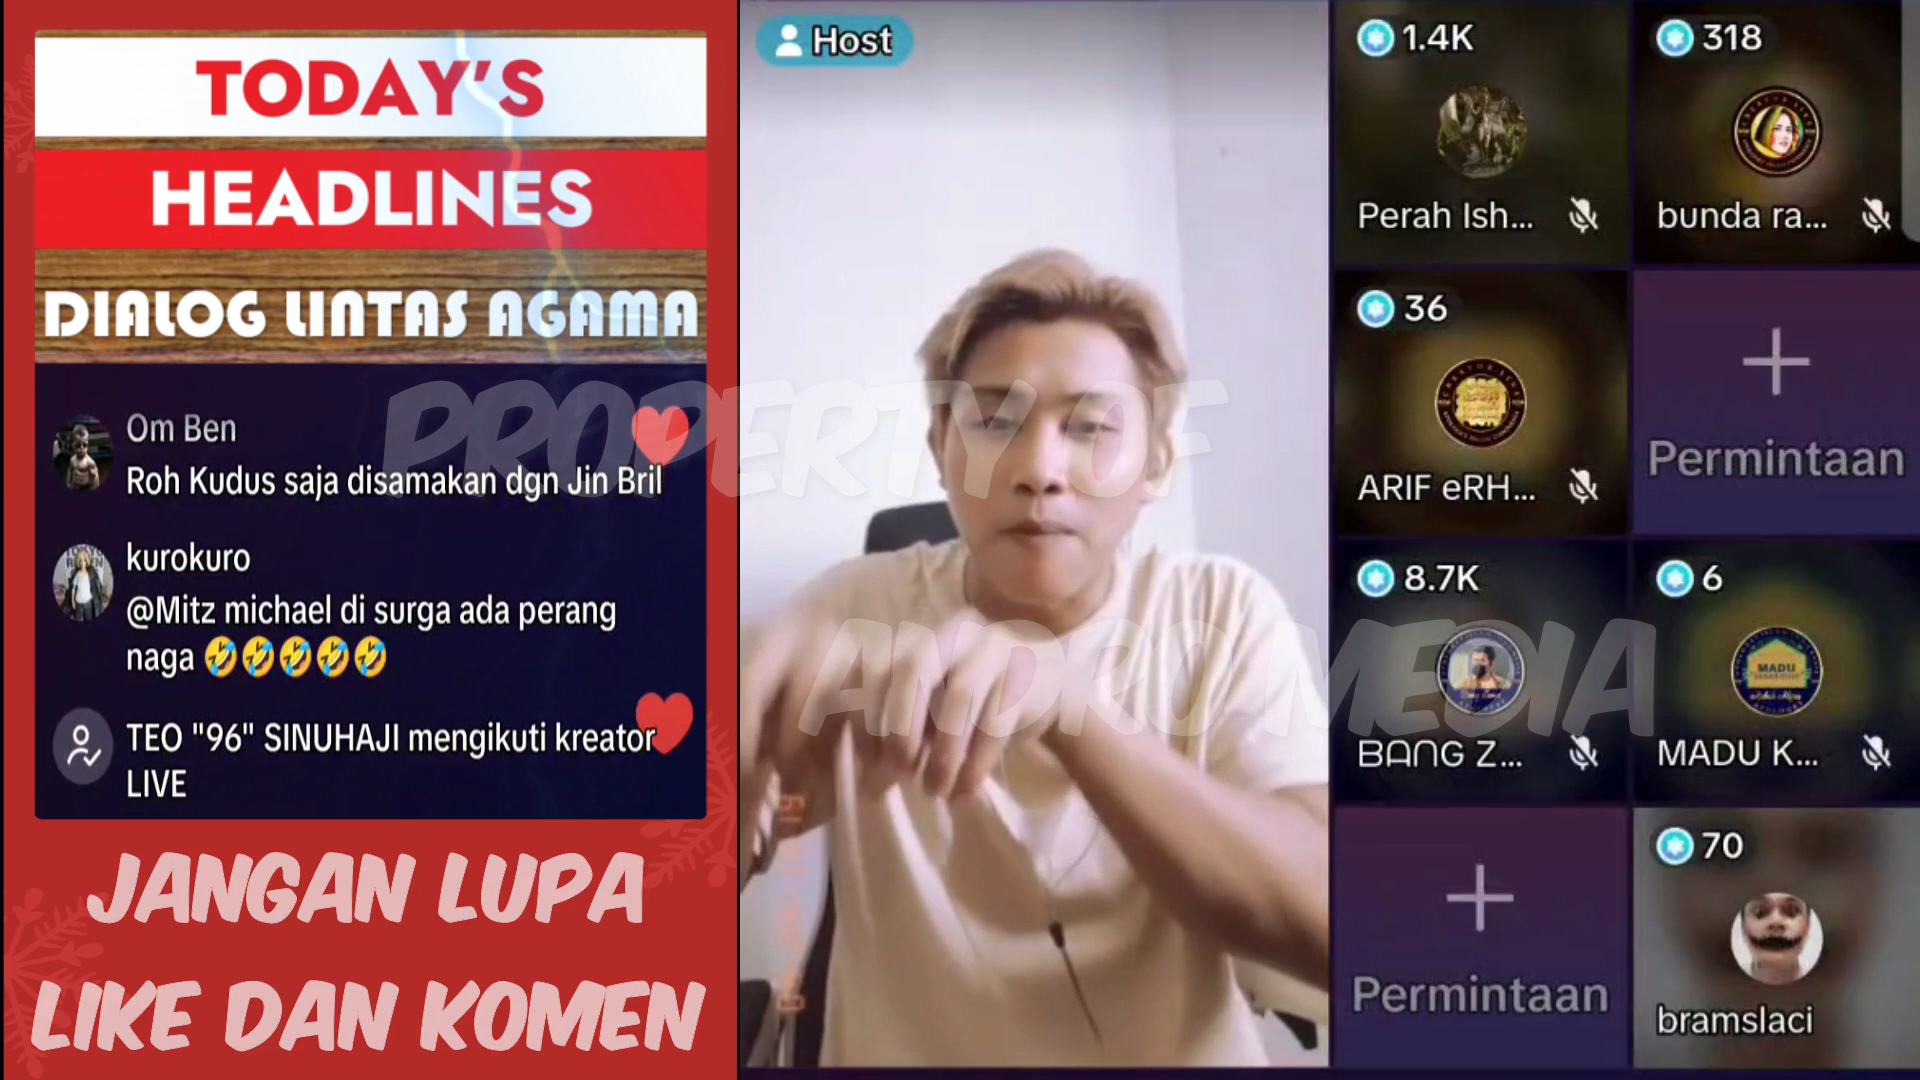 TODAY'S
HEADLINES
DIALOG LINTAS AGAMA
Om Ben
Roh Kudus saja disamakan dgn Jin Bril
kurokuro
@Mitz michael di surga ada perang
naga 🤣🤣🤣🤣🤣
TEO "96" SINUHAJI mengikuti kreator
LIVE
JANGAN LUPA
LIKE DAN KOMEN
PROPERTY OF
ANDRO MEDIA
Host
1.4K
Perah Ish...
318
bunda ra...
36
ARIF eRH...
Permintaan
8.7K
BANG Z...
6
MADU
MADU K...
Permintaan
70
bramslaci